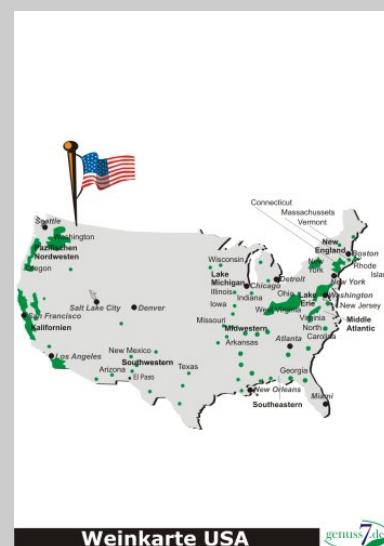 Connecticut
Massachussets
Vermont
Seattle
Washington
New
England
Boston
Pazifischen
Nordwesten
Oregon
Wisconsin
Lake
Michigan
Chicago
Detroit
New
York
Rhode
Islan
New York
Illinois
Indiana
Ohio
Lake
Erie
Washington
New Jersey
Salt Lake City
Denver
Iowa
West Virginia
Virginia
Middle
Atlantic
San Francisco
Kalifornien
Missouri
Midwestern
North
Carolina
Arkansas
Atlanta
Los Angeles
New Mexico
Southwestern
Arizona
El Pass
Texas
Georgia
New Orleans
Miami
Southeastern
Weinkarte USA
genuss7.de